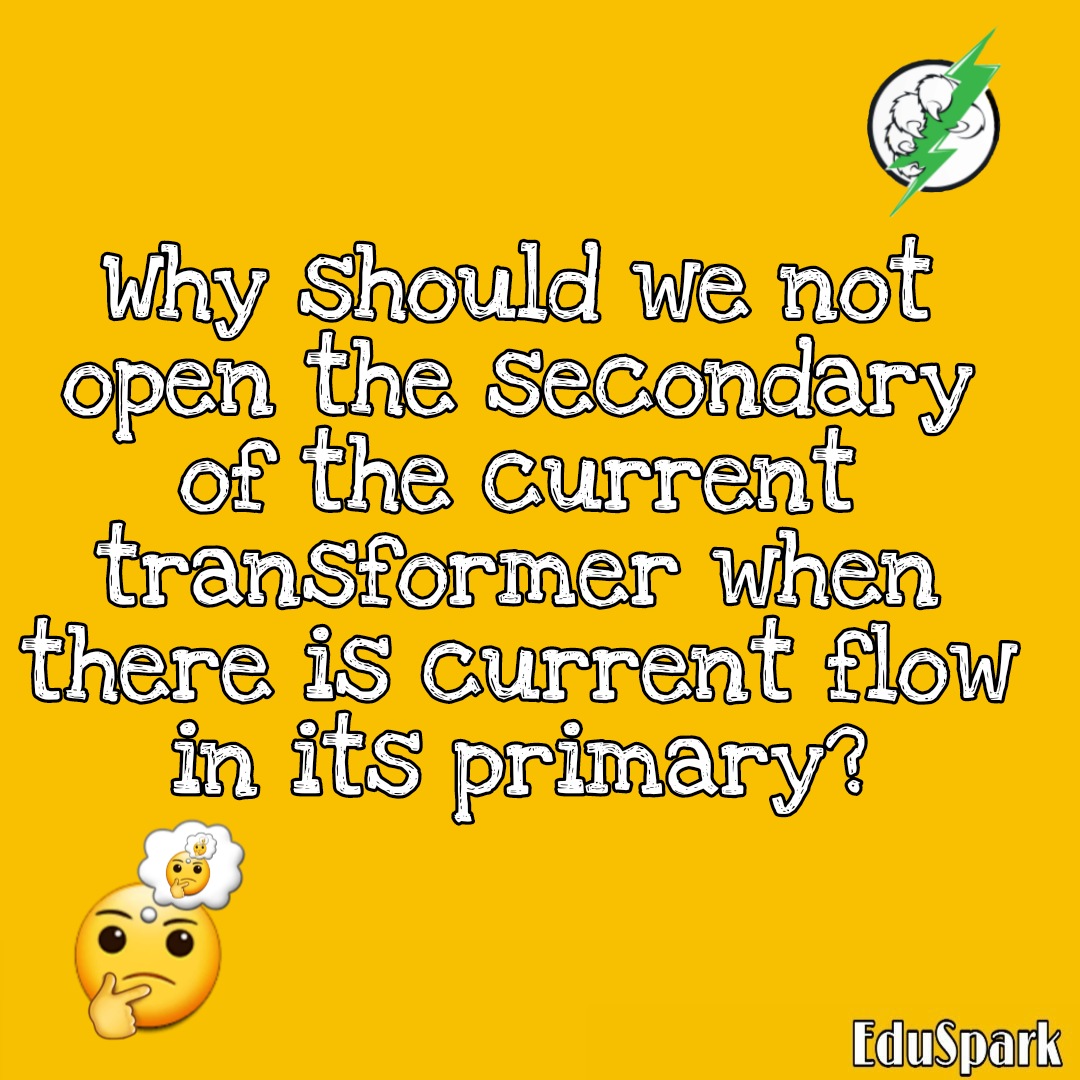 Why should we not
open the secondary
of the current
transformer when
there is current flow
in its primary?
EduSpark